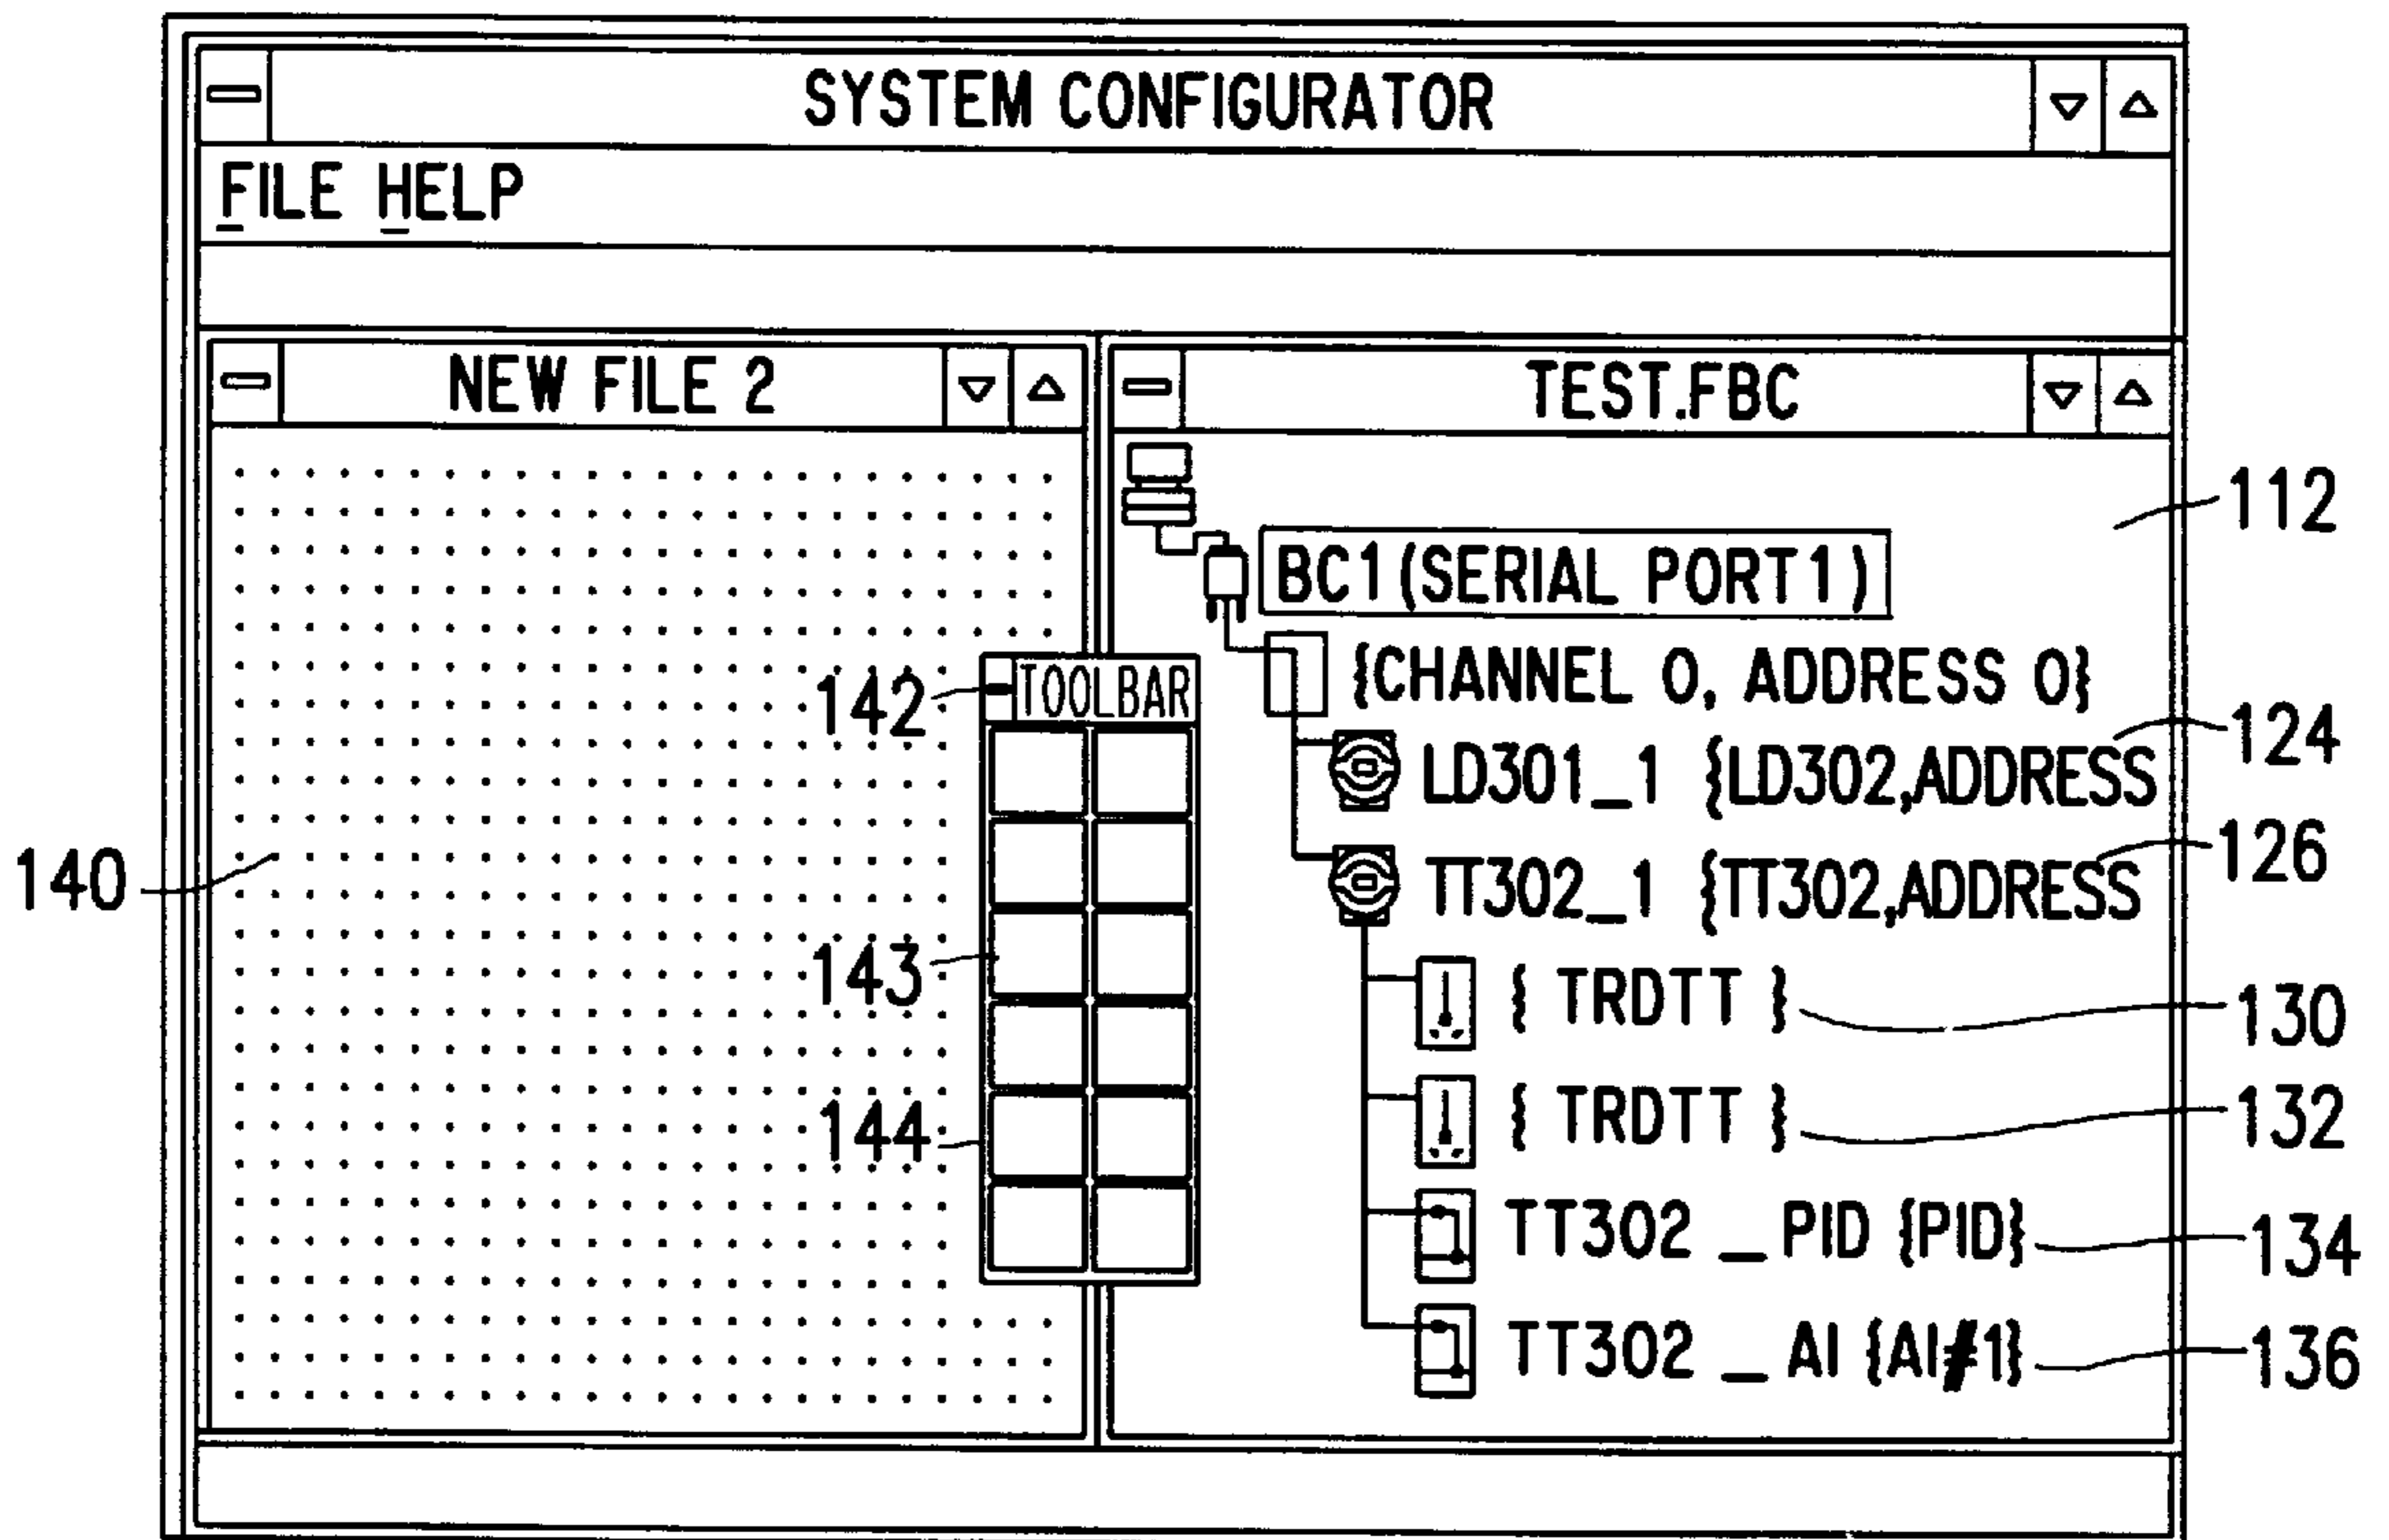 SYSTEM CONFIGURATOR
FILE HELP
NEW FILE 2
TEST.FBC
112
BC1 (SERIAL PORT1)
{CHANNEL 0, ADDRESS 0}
142
TOOLBAR
124
LD301_1 {LD302,ADDRESS
126
TT302_1 {TT302,ADDRESS
140
143
{ TRDTT }
130
144
{ TRDTT }
132
TT302 _ PID {PID}
134
TT302 _ AI {AI#1}
136